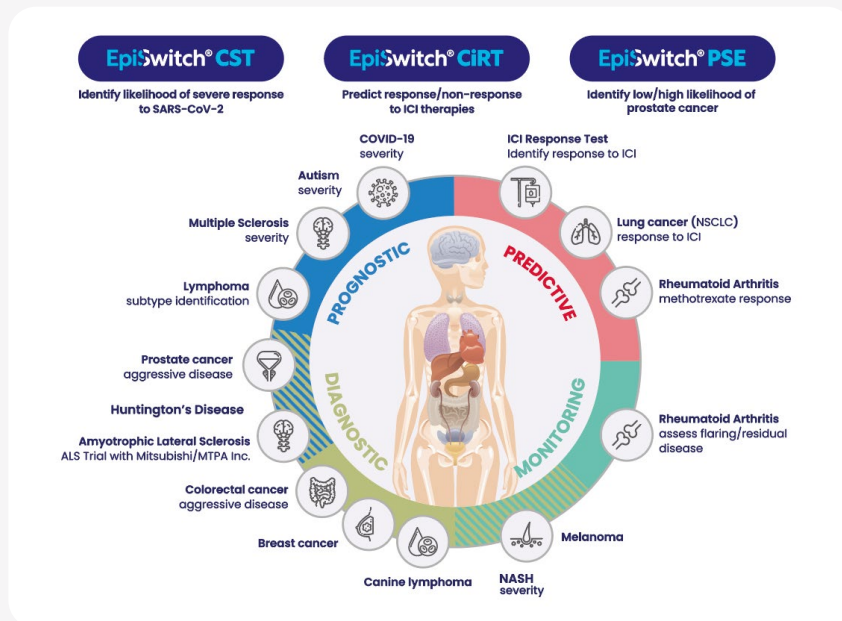 EpiSwitch® CST
Identify likelihood of severe response
to SARS-CoV-2
EpiSwitch® CiRT
Predict response/non-response
to ICI therapies
EpiSwitch® PSE
Identify low/high likelihood of
prostate cancer
COVID-19
severity
Autism
severity
Multiple Sclerosis
severity
Lymphoma
subtype identification
Prostate cancer
aggressive disease
Huntington's Disease
Amyotrophic Lateral Sclerosis
ALS Trial with Mitsubishi/MTPA Inc.
Colorectal cancer
aggressive disease
Breast cancer
Canine lymphoma
ICI Response Test
Identify response to ICI
Lung cancer (NSCLC)
response to ICI
Rheumatoid Arthritis
methotrexate response
Rheumatoid Arthritis
assess flaring/residual
disease
Melanoma
NASH
severity
PROGNOSTIC
PREDICTIVE
DIAGNOSTIC
MONITORING